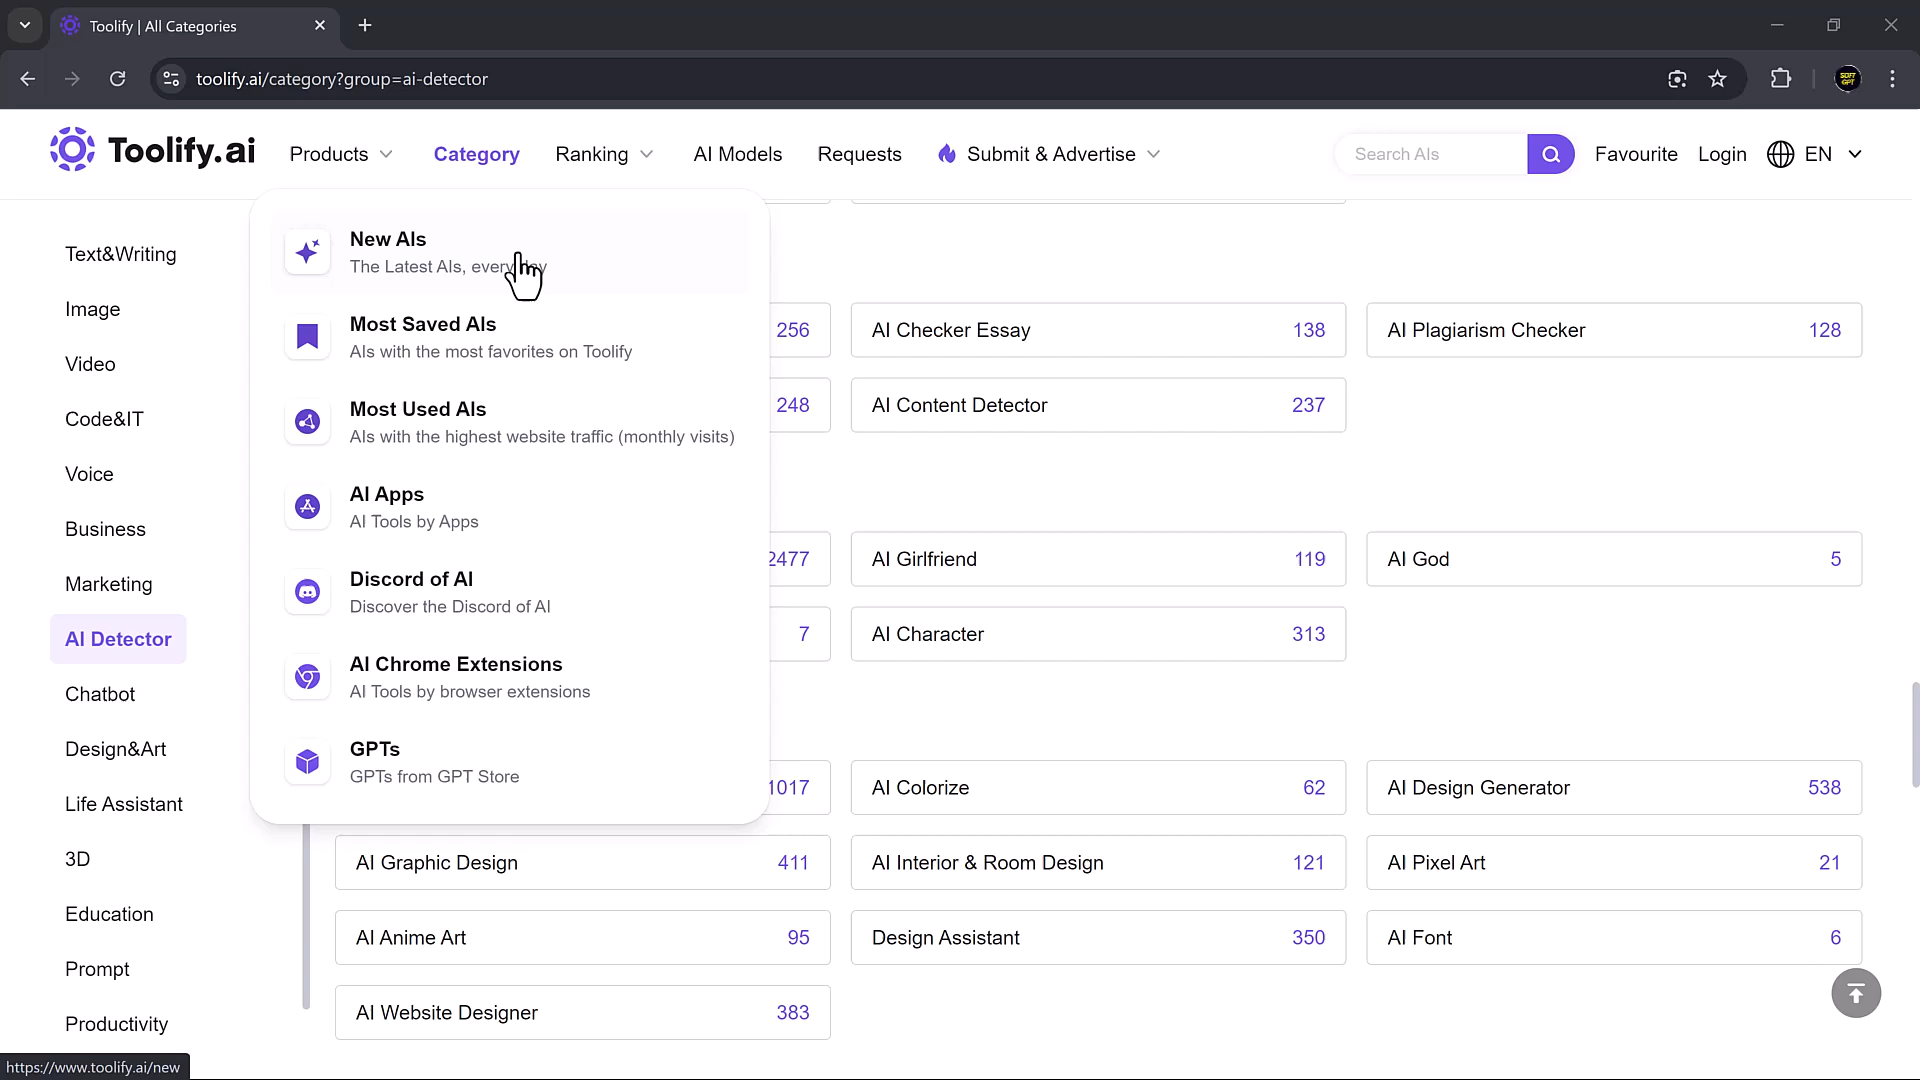 Toolify | All Categories
toolify.ai/category?group=ai-detector
SOFT GPT
Toolify.ai
Products
Category
Ranking
AI Models
Requests
Submit & Advertise
Search AIs
Favourite
Login
EN
Text&Writing
Image
Video
Code&IT
Voice
Business
Marketing
AI Detector
Chatbot
Design&Art
Life Assistant
3D
Education
Prompt
Productivity
New AIs
The Latest AIs, every
Most Saved AIs
AIs with the most favorites on Toolify
Most Used AIs
AIs with the highest website traffic (monthly visits)
AI Apps
AI Tools by Apps
Discord of AI
Discover the Discord of AI
AI Chrome Extensions
AI Tools by browser extensions
GPTs
GPTs from GPT Store
256
AI Checker Essay 138
AI Plagiarism Checker 128
248
AI Content Detector 237
2477
AI Girlfriend 119
AI God 5
7
AI Character 313
1017
AI Colorize 62
AI Design Generator 538
AI Graphic Design 411
AI Interior & Room Design 121
AI Pixel Art 21
AI Anime Art 95
Design Assistant 350
AI Font 6
AI Website Designer 383
https://www.toolify.ai/new